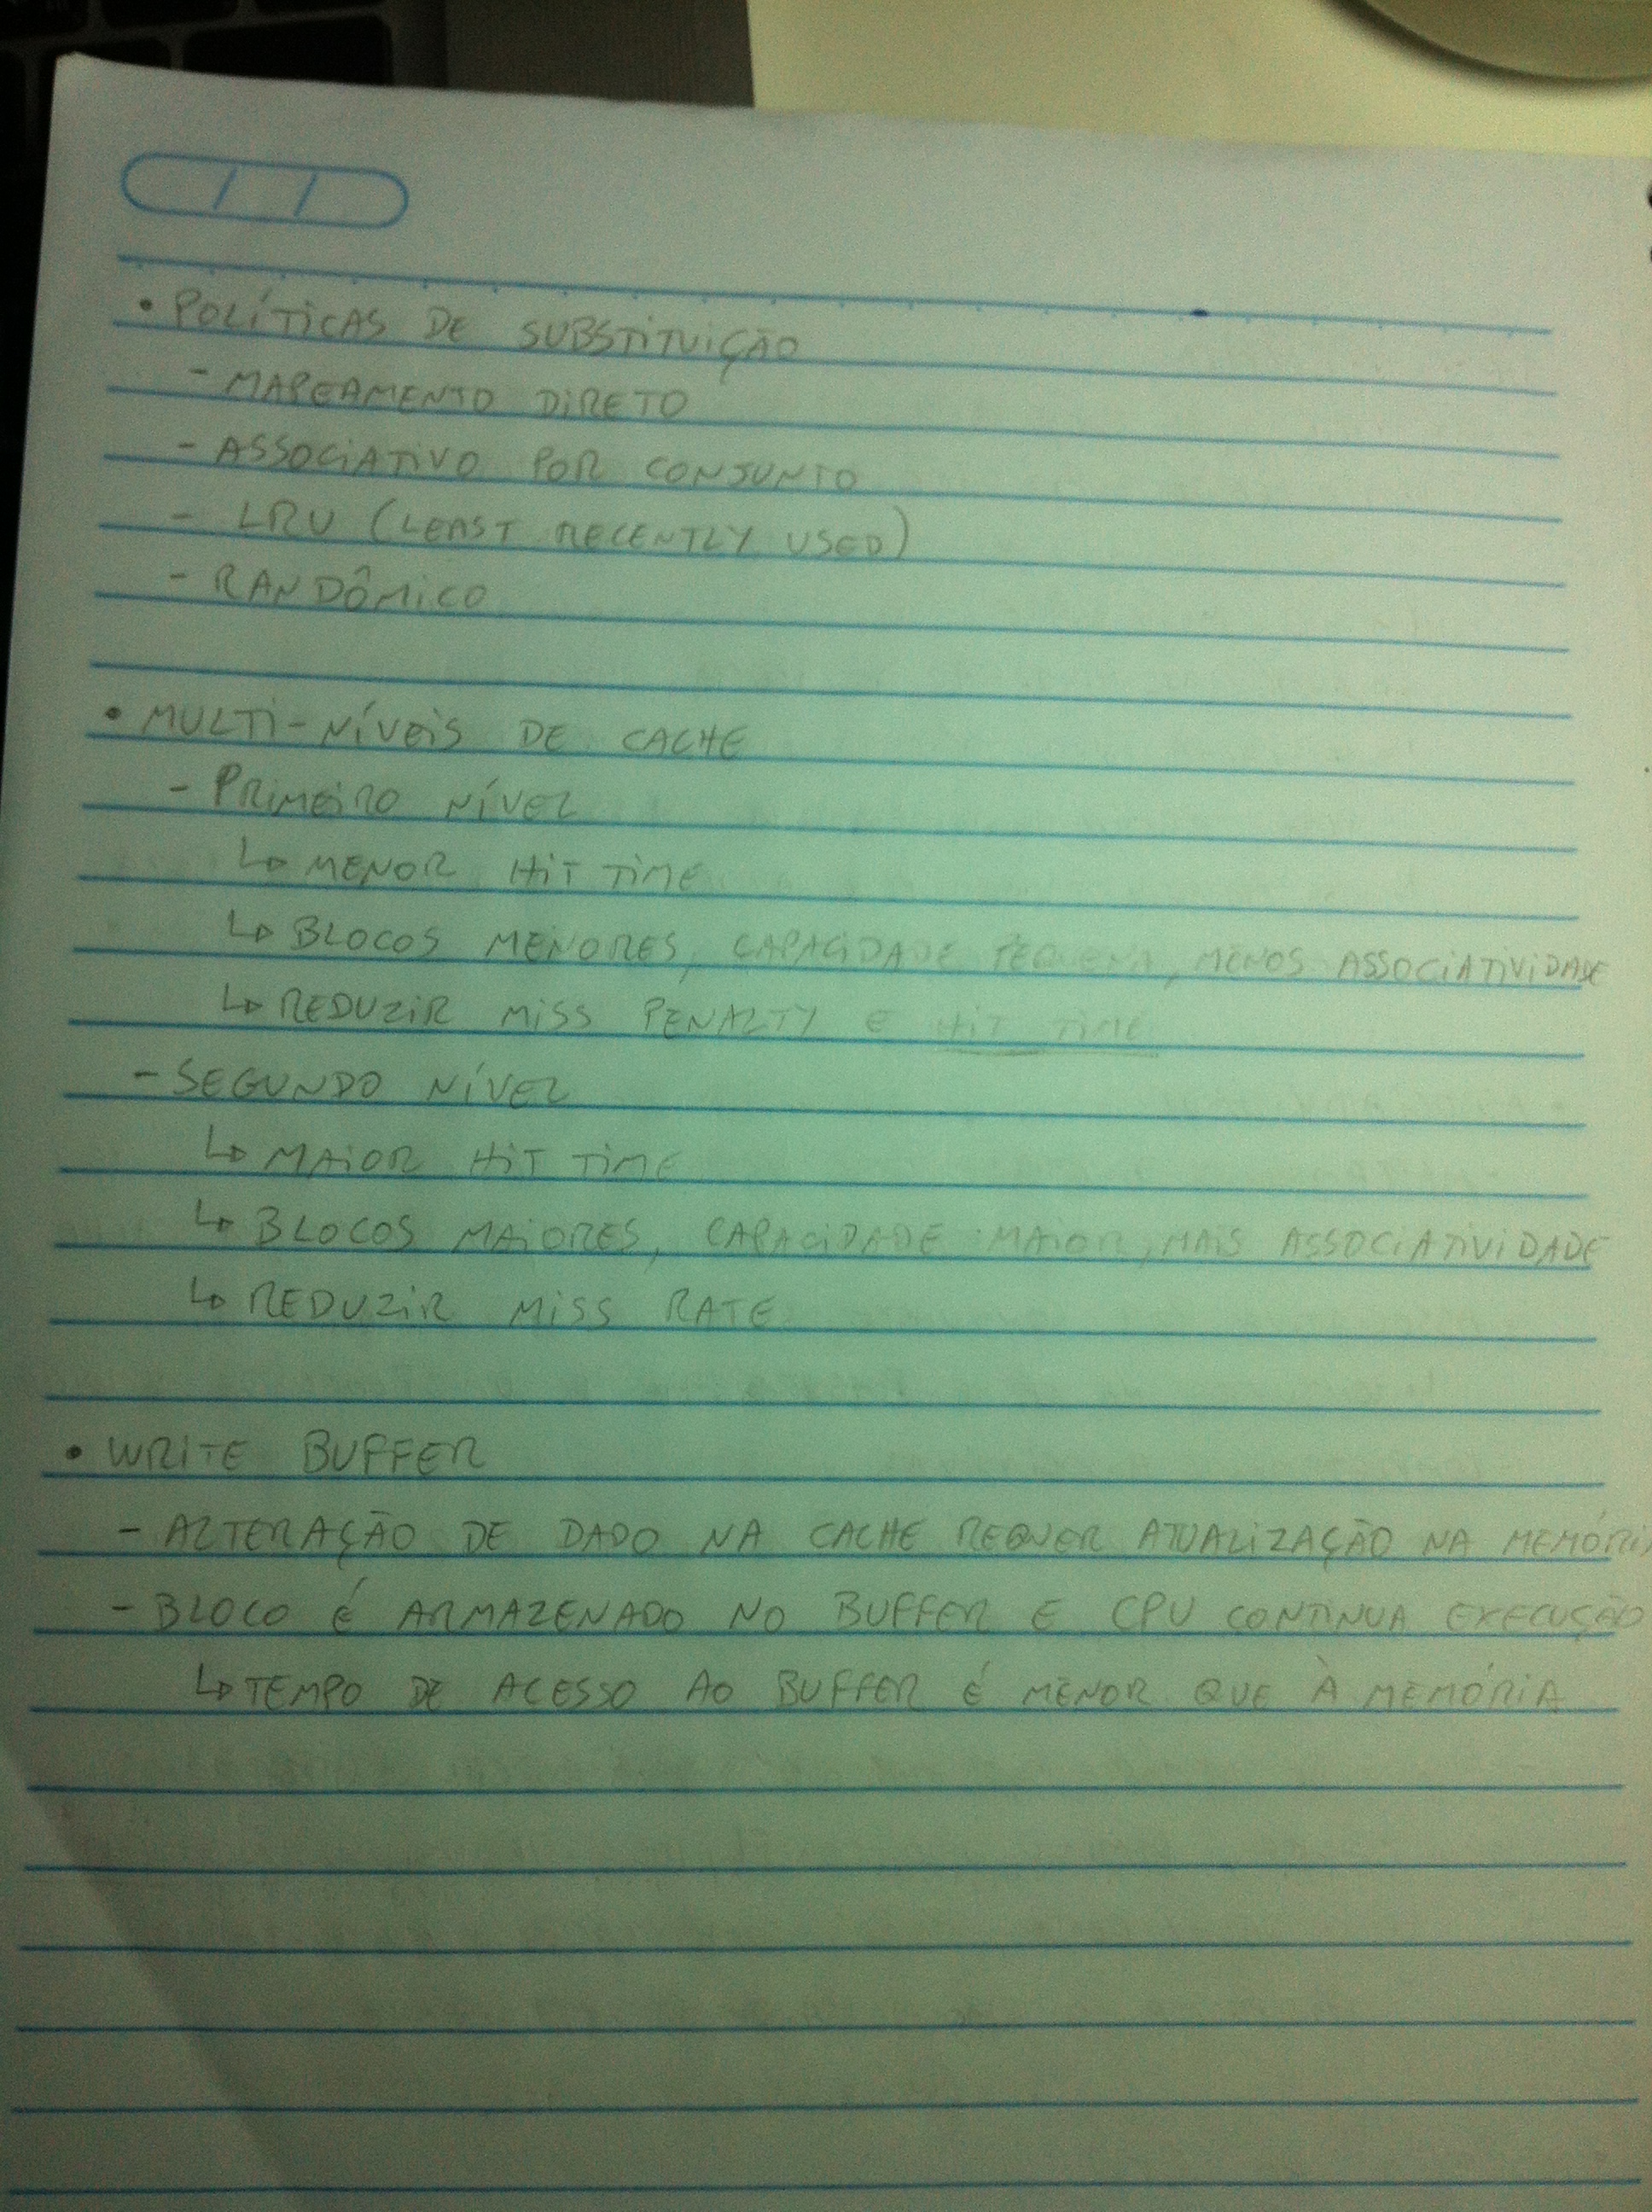 • POLÍTICAS DE SUBSTITUIÇÃO
- MAPEAMENTO DIRETO
- ASSOCIATIVO POR CONJUNTO
- LRU (LEAST RECENTLY USED)
- RANDÔMICO
• MULTI-NÍVEIS DE CACHE
- PRIMEIRO NÍVEL
↳ MENOR HIT TIME
↳ BLOCOS MENORES, CAPACIDADE PEQUENA, MENOS ASSOCIATIVIDADE
↳ REDUZIR MISS PENALTY E HIT TIME
- SEGUNDO NÍVEL
↳ MAIOR HIT TIME
↳ BLOCOS MAIORES, CAPACIDADE MAIOR, MAIS ASSOCIATIVIDADE
↳ REDUZIR MISS RATE
• WRITE BUFFER
- ALTERAÇÃO DE DADO NA CACHE REQUER ATUALIZAÇÃO NA MEMÓRIA
- BLOCO É ARMAZENADO NO BUFFER E CPU CONTINUA EXECUÇÃO
↳ TEMPO DE ACESSO AO BUFFER É MENOR QUE À MEMÓRIA